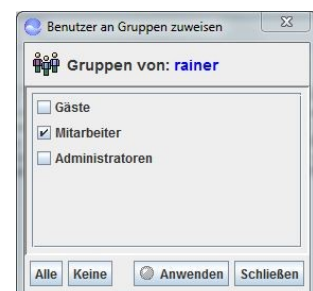 Benutzer an Gruppen zuweisen
Gruppen von: rainer
Gäste
Mitarbeiter
Administratoren
Alle Keine Anwenden Schließen